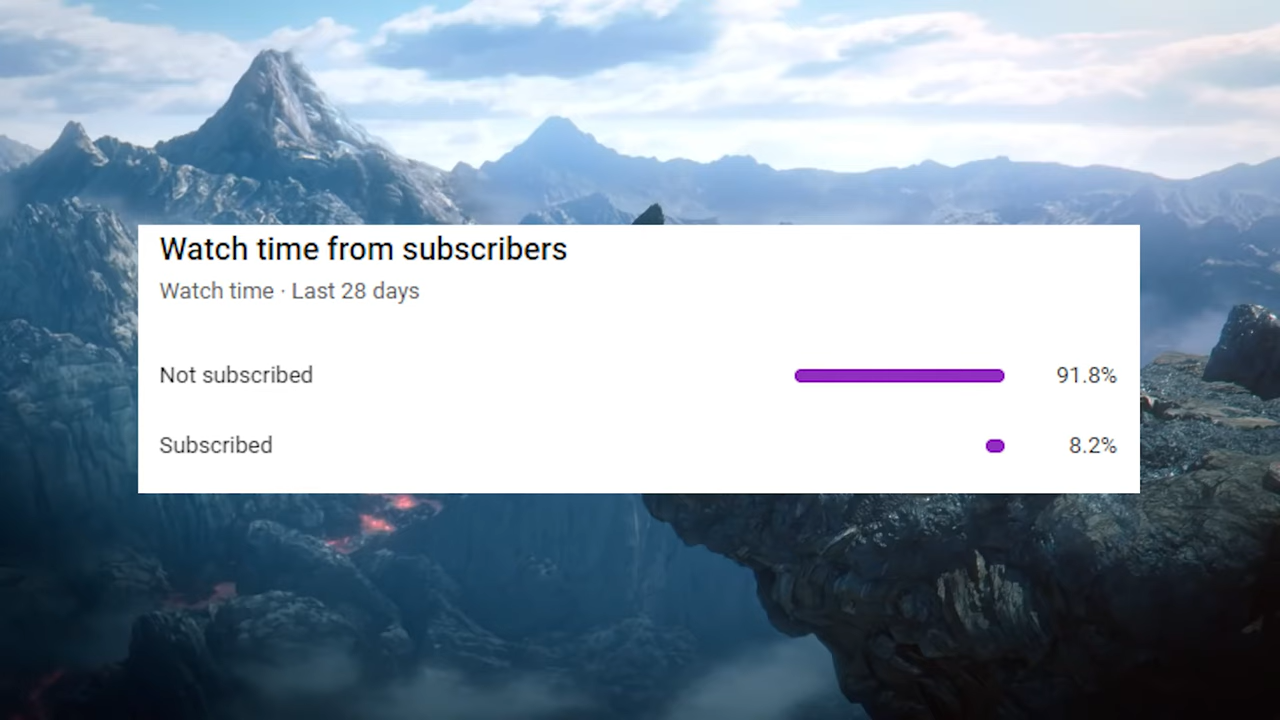 Watch time from subscribers
Watch time · Last 28 days
Not subscribed 91.8%
Subscribed 8.2%